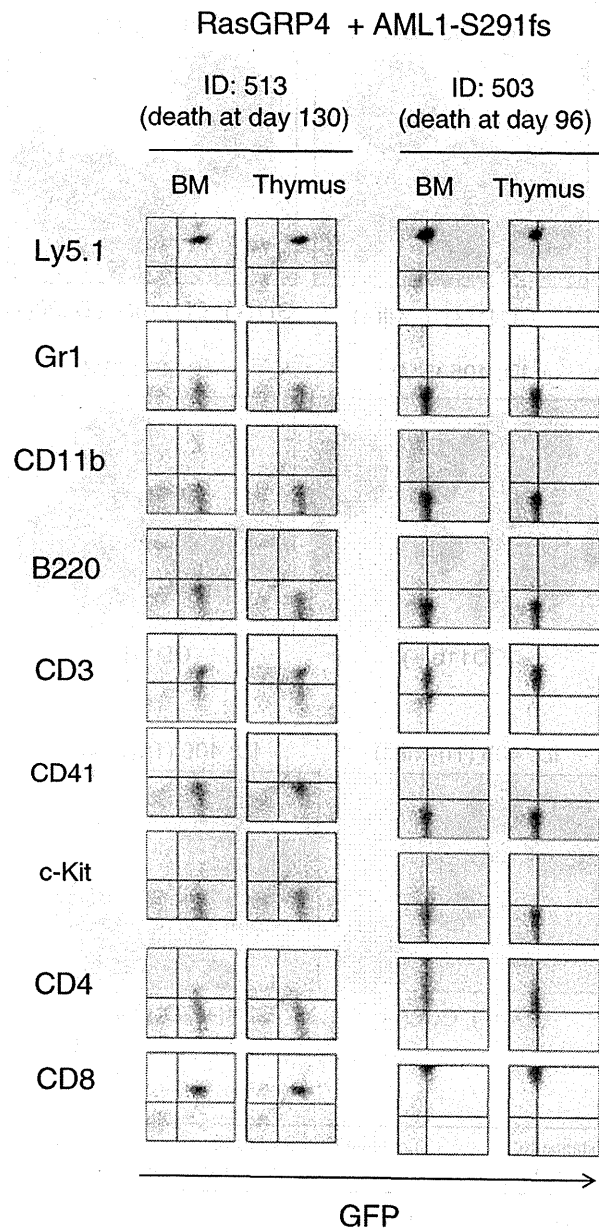 RasGRP4 + AML1-S291fs
ID: 513 ID: 503
(death at day 130) (death at day 96)
BM Thymus BM Thymus
Ly5.1
Gr1
CD11b
B220
CD3
CD41
c-Kit
CD4
CD8
GFP